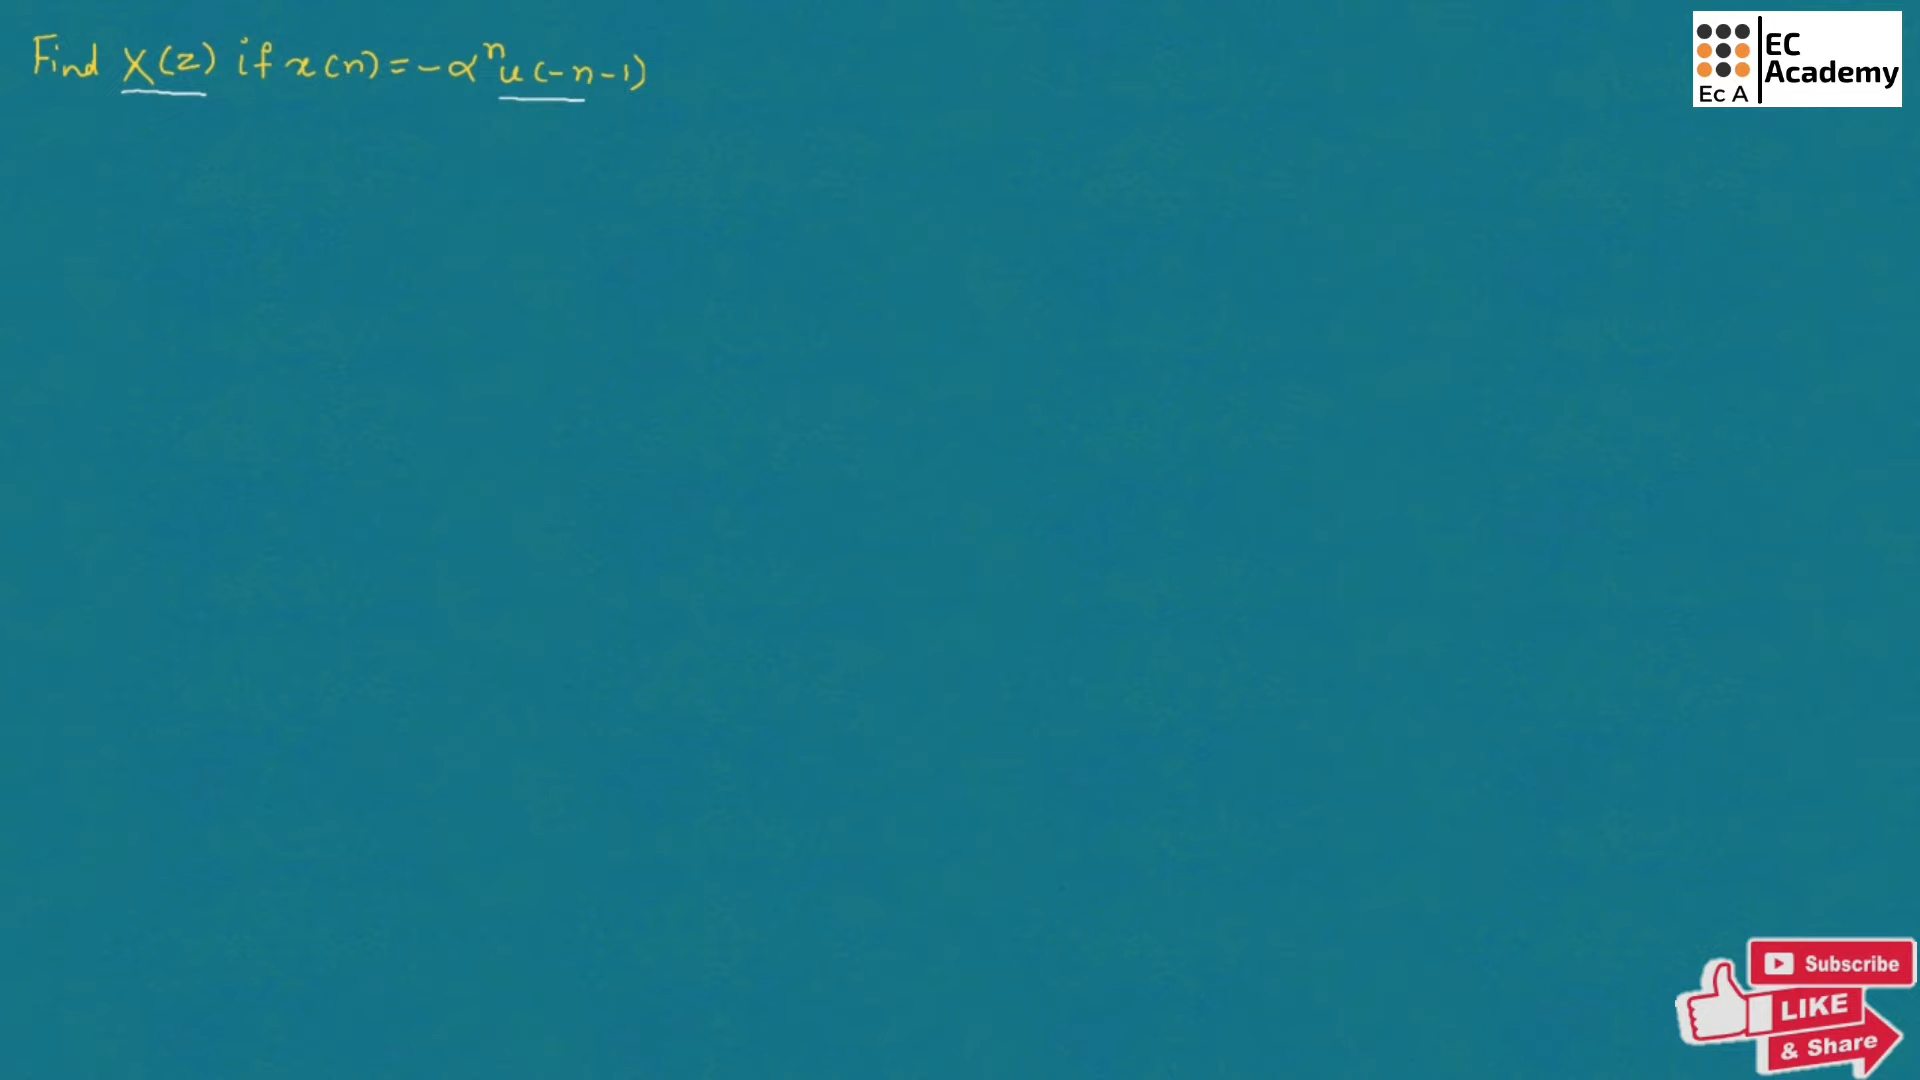 Find X(z) if x(n) = -αⁿu(-n-1)
EC
Academy
Ec A
Subscribe
LIKE
& Share